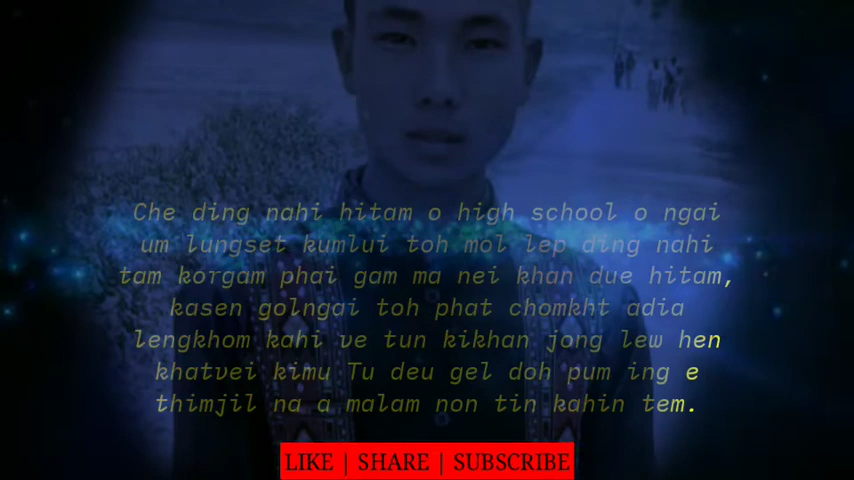 Che ding nahi hitam o high school o ngai
um lungset kumlui toh mol lep ding nahi
tam korgam phai gam ma nei khan due hitam,
kasen golngai toh phat chomkht adia
lengkhom kahi ve tun kikhan jong lew hen
khatvei kimu Tu deu gel doh pum ing e
thimjil na a malam non tin kahin tem.
LIKE | SHARE | SUBSCRIBE